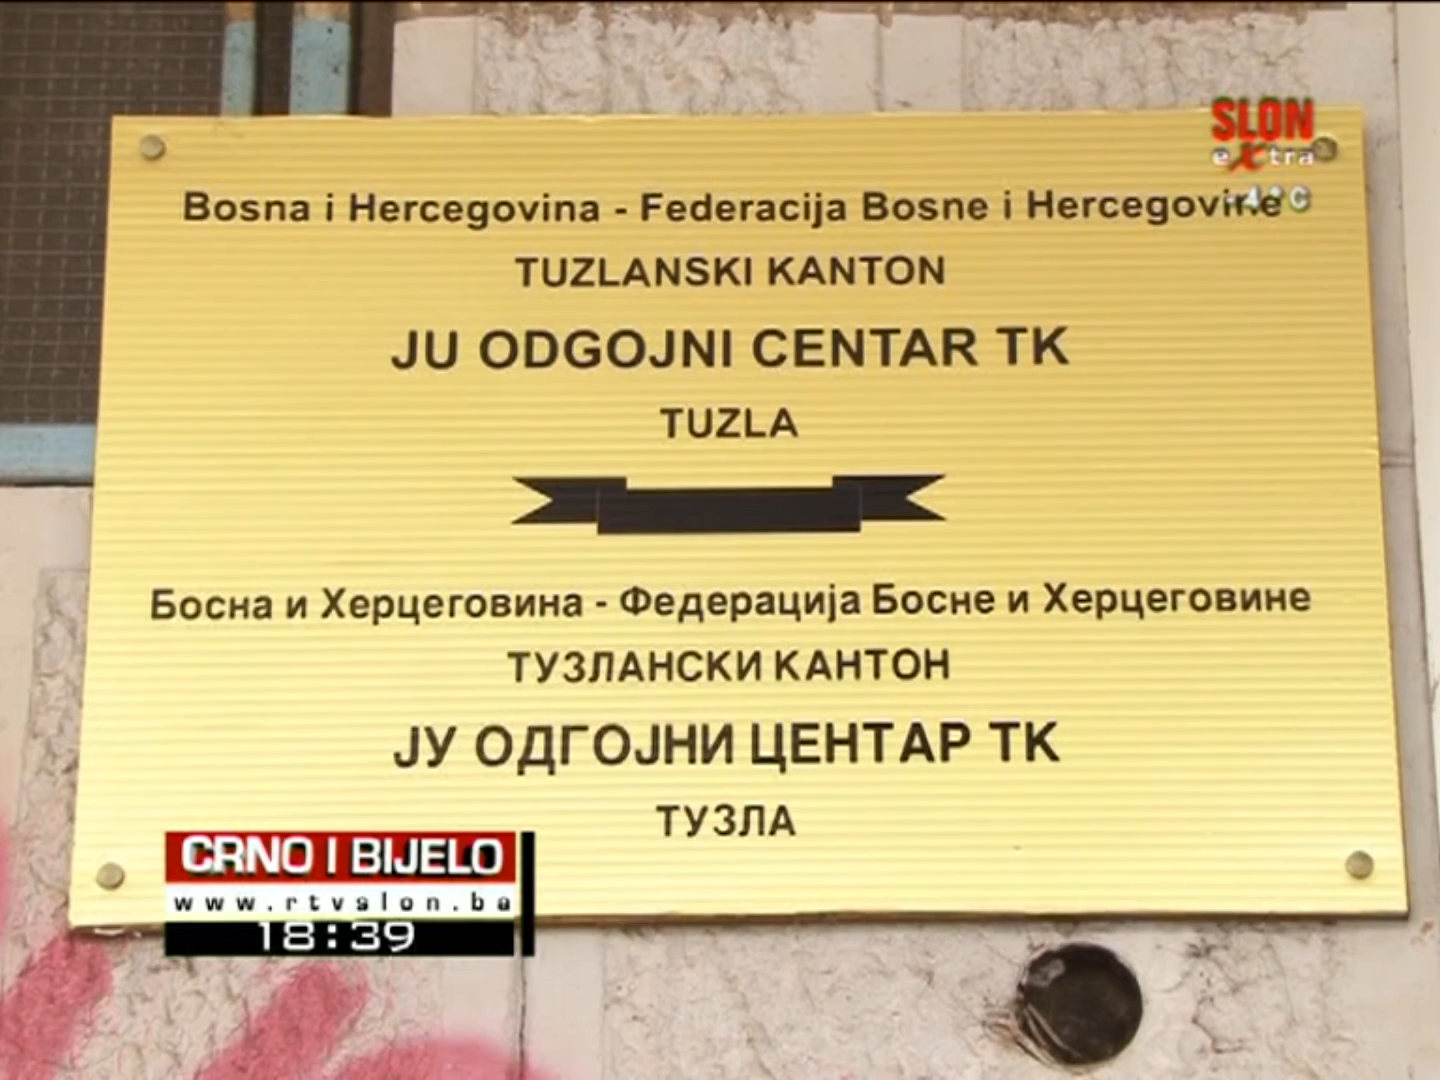 SLON
extra
-4°C
Bosna i Hercegovina - Federacija Bosne i Hercegovine
TUZLANSKI KANTON
JU ODGOJNI CENTAR TK
TUZLA
Босна и Херцеговина - Федерација Босне и Херцеговине
ТУЗЛАНСКИ КАНТОН
ЈУ ОДГОЈНИ ЦЕНТАР ТК
ТУЗЛА
CRNO I BIJELO
www.rtvslon.ba
18:39